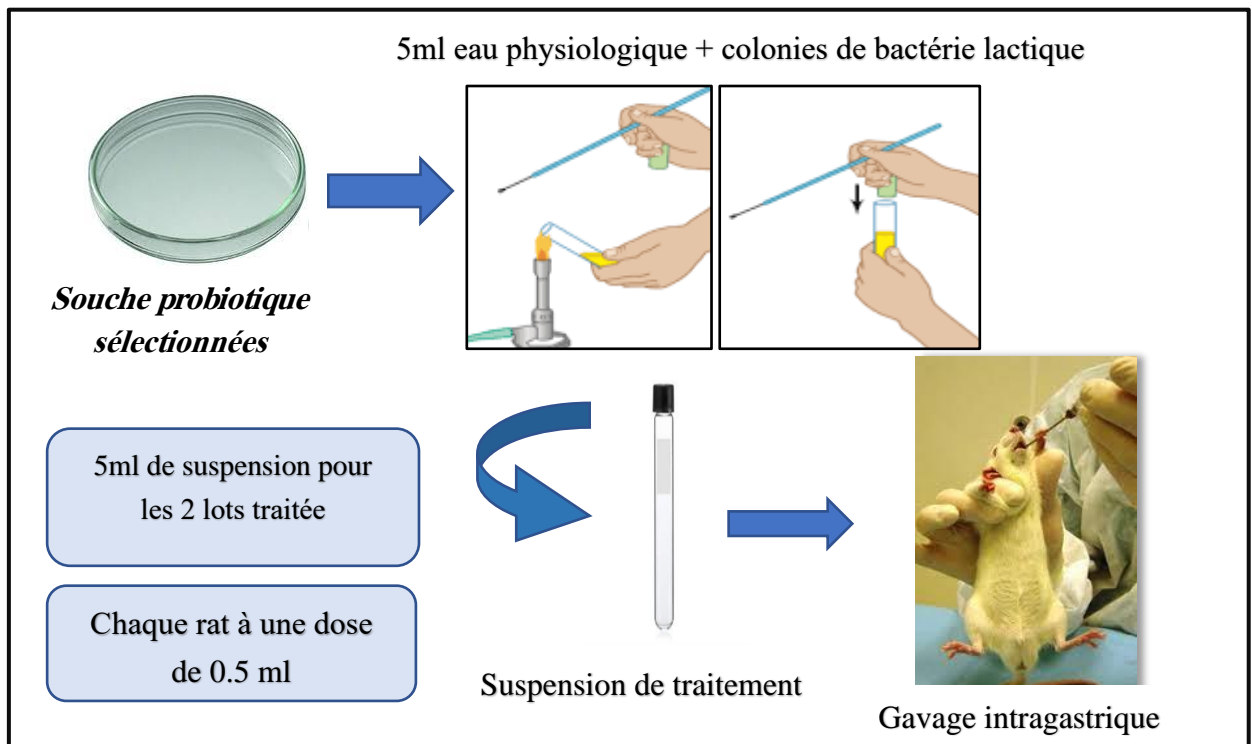 5ml eau physiologique + colonies de bactérie lactique
Souche probiotique
sélectionnées
5ml de suspension pour
les 2 lots traitée
Chaque rat à une dose
de 0.5 ml
Suspension de traitement
Gavage intragastrique